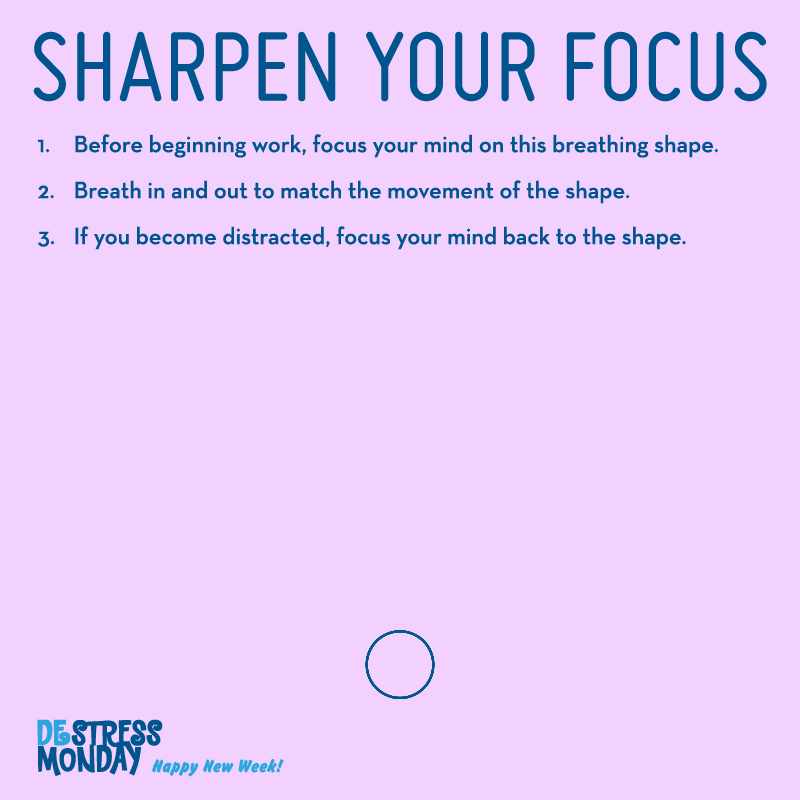 SHARPEN YOUR FOCUS
1. Before beginning work, focus your mind on this breathing shape.
2. Breath in and out to match the movement of the shape.
3. If you become distracted, focus your mind back to the shape.
DESTRESS
MONDAY Happy New Week!